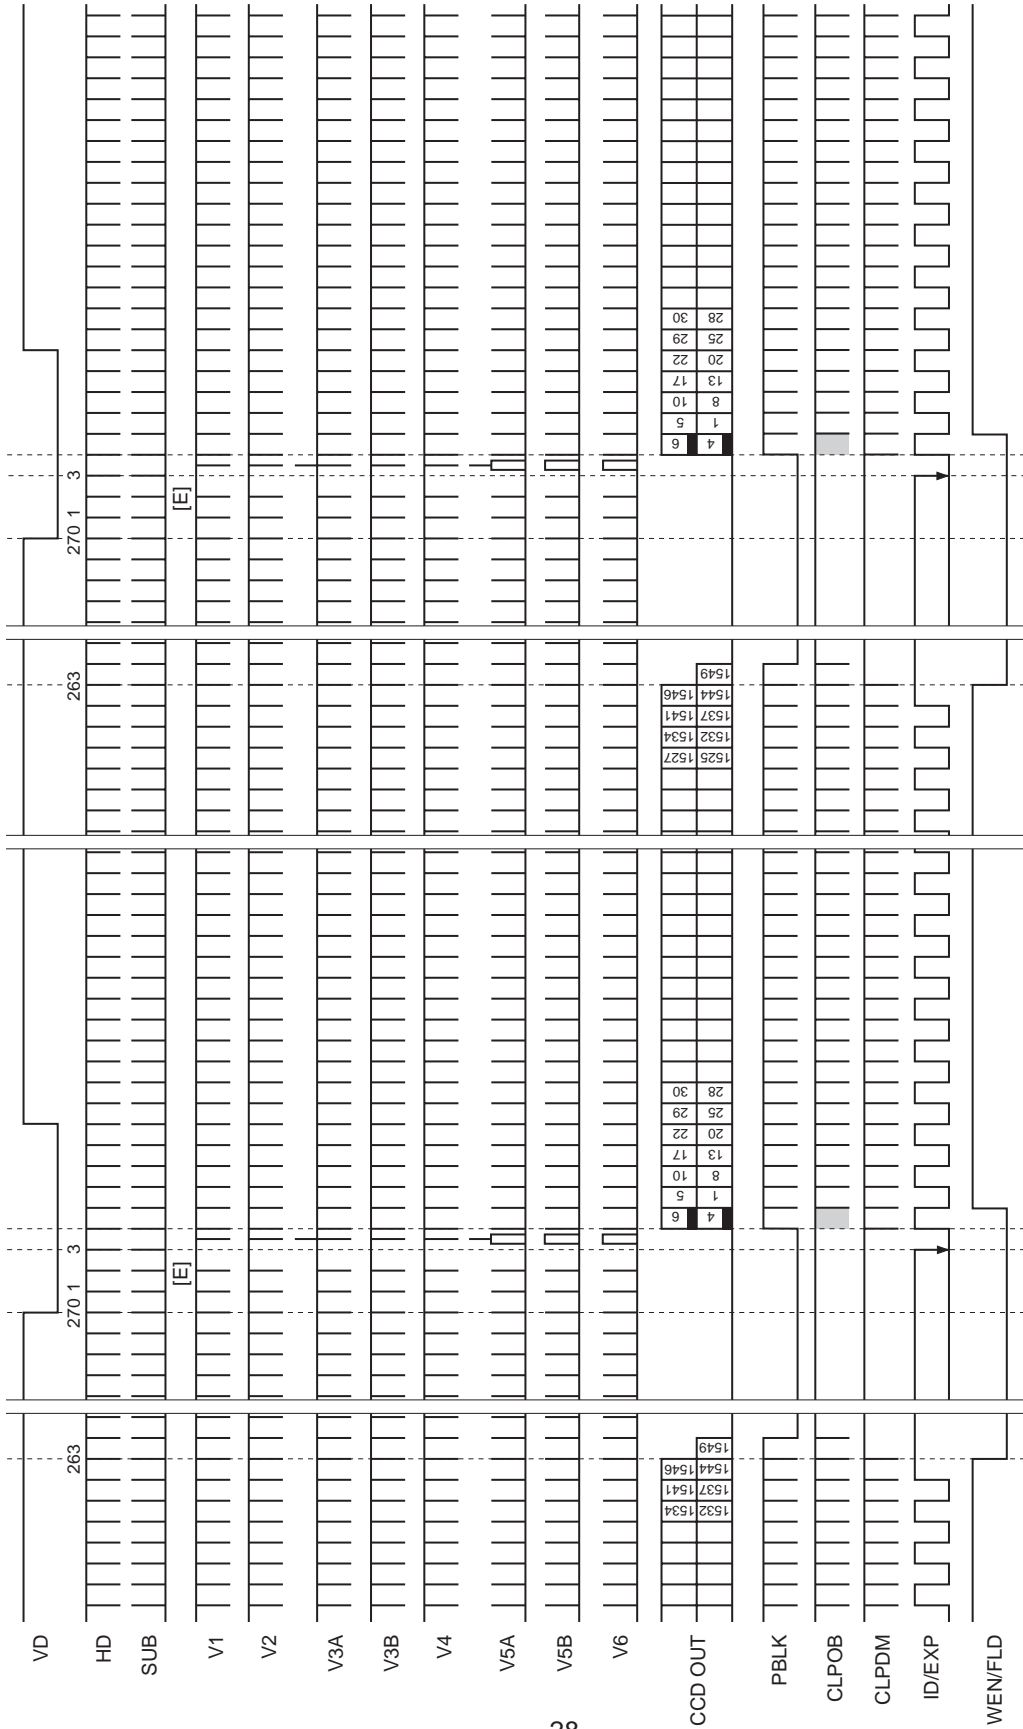 VD
263 270 1 3 263 270 1 3
HD
SUB
[E] [E]
V1
V2
V3A
V3B
V4
V5A
V5B
V6
CCD OUT
1534 1541 1546 6 5 10 17 22 29 30 1527 1534 1541 1546 6 5 10 17 22 29 30
1532 1537 1544 1549 4 1 8 13 20 25 28 1525 1532 1537 1544 1549 4 1 8 13 20 25 28
PBLK
CLPOB
CLPDM
ID/EXP
WEN/FLD